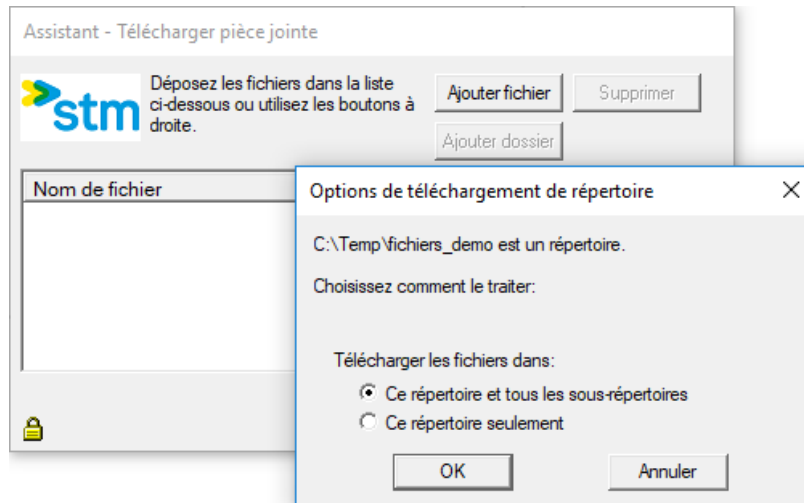 Assistant - Télécharger pièce jointe
stm
Déposez les fichiers dans la liste
ci-dessous ou utilisez les boutons à
droite.
Ajouter fichier
Supprimer
Ajouter dossier
Nom de fichier
Options de téléchargement de répertoire
C:\Temp\fichiers_demo est un répertoire.
Choisissez comment le traiter:
Télécharger les fichiers dans:
Ce répertoire et tous les sous-répertoires
Ce répertoire seulement
OK
Annuler